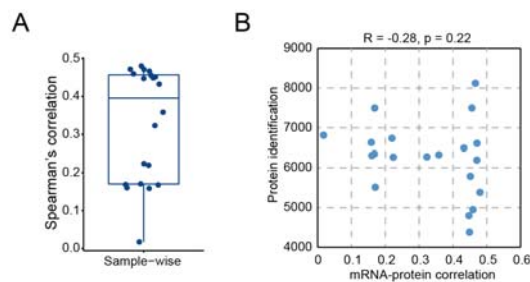 A
Spearman's correlation
0.5
0.4
0.3
0.2
0.1
0.0
Sample-wise
B
R = -0.28, p = 0.22
Protein identification
9000
8000
7000
6000
5000
4000
0 0.1 0.2 0.3 0.4 0.5 0.6
mRNA-protein correlation